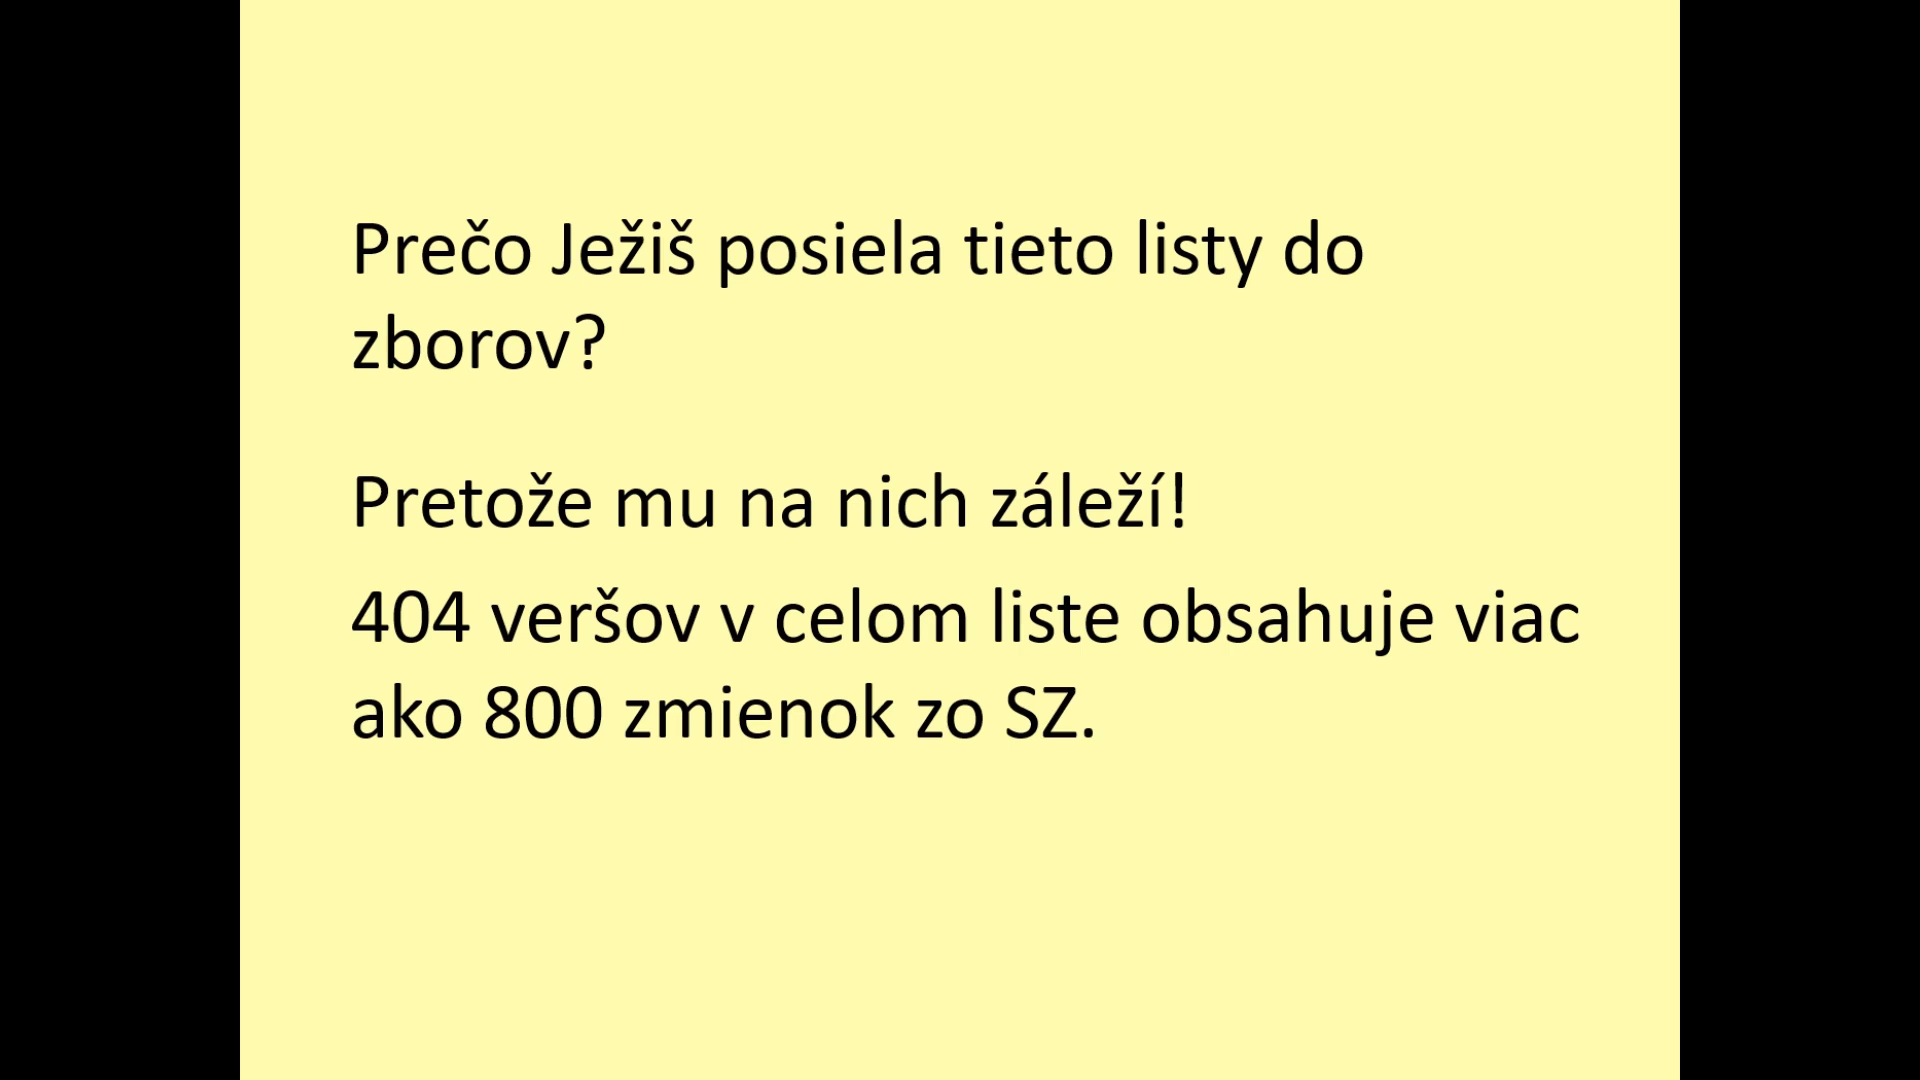 Prečo Ježiš posiela tieto listy do
zborov?
Pretože mu na nich záleží!
404 veršov v celom liste obsahuje viac
ako 800 zmienok zo SZ.